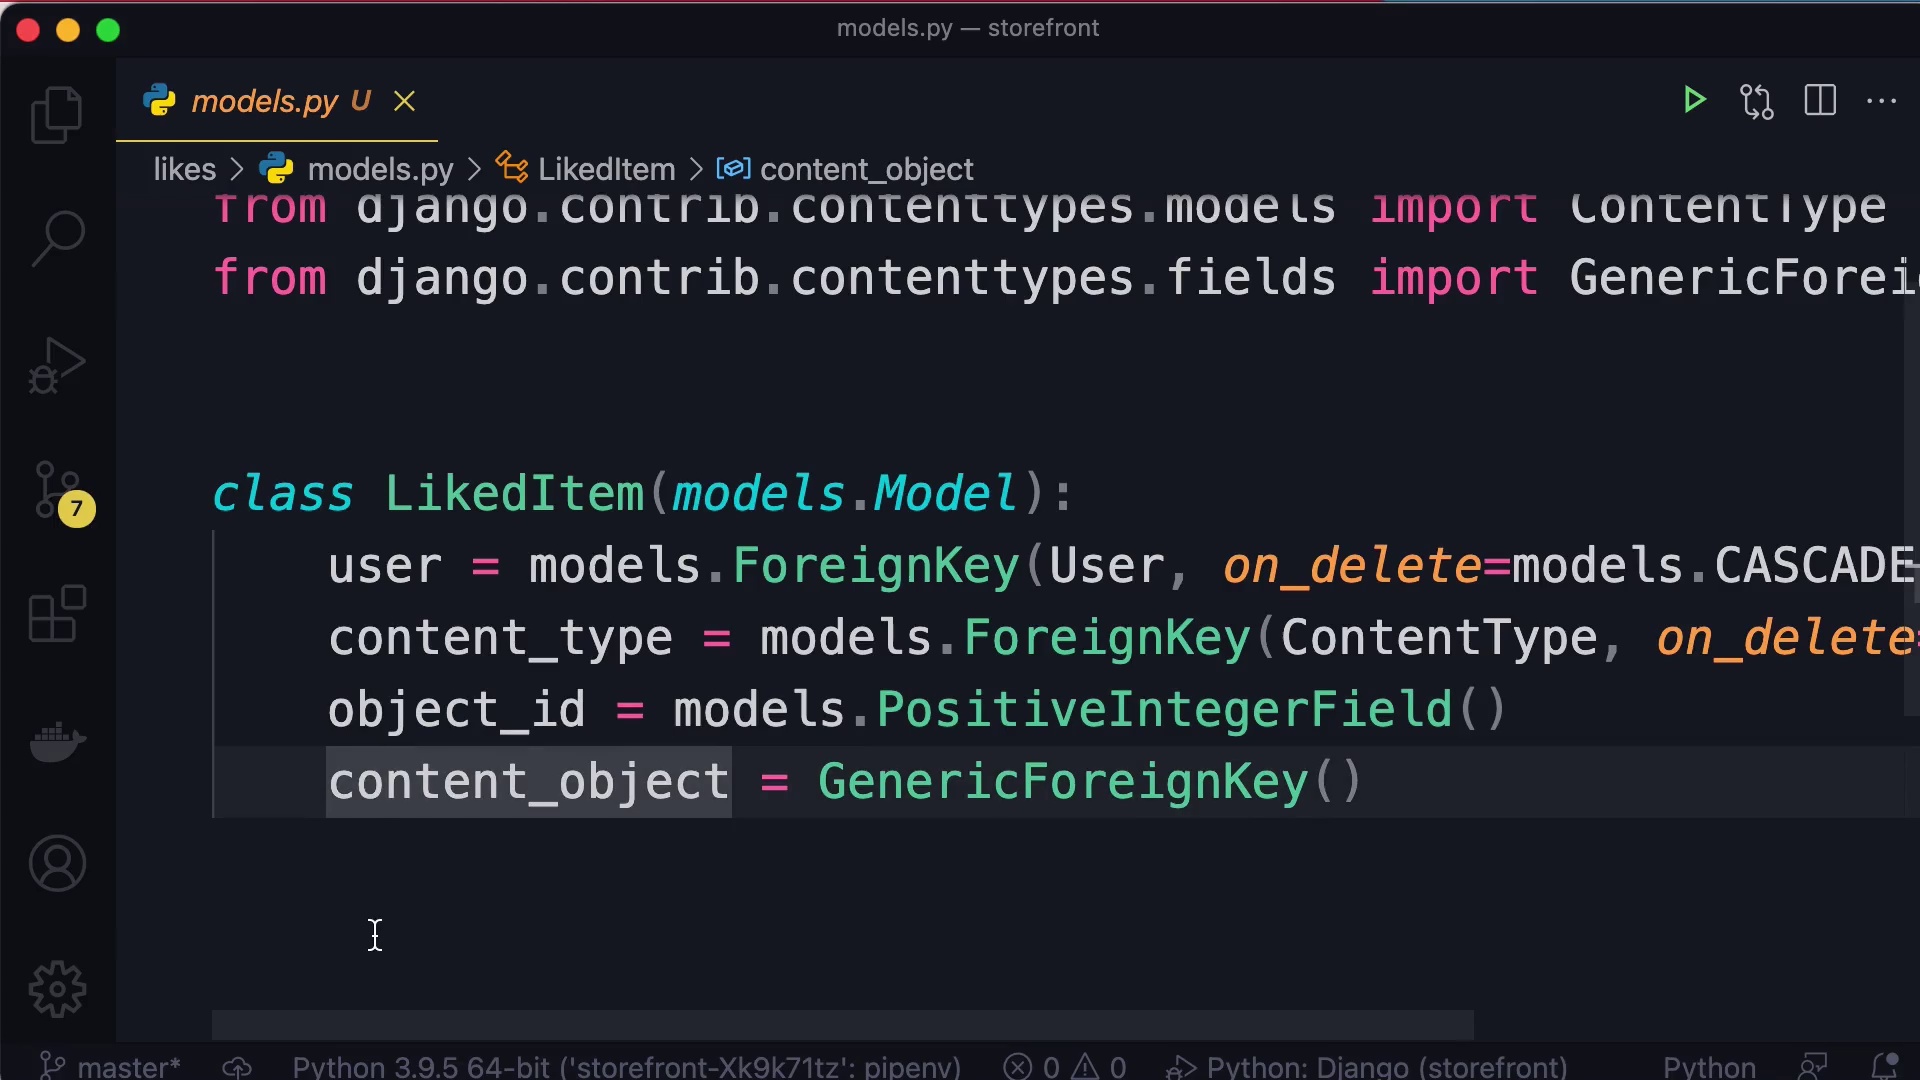 models.py — storefront
models.py U
likes > models.py > LikedItem > content_object
from django.contrib.contenttypes.models import ContentType
from django.contrib.contenttypes.fields import GenericForei
class LikedItem(models.Model):
user = models.ForeignKey(User, on_delete=models.CASCADE
content_type = models.ForeignKey(ContentType, on_delete=
object_id = models.PositiveIntegerField()
content_object = GenericForeignKey()
7
master* Python 3.9.5 64-bit ('storefront-Xk9k71tz': pipenv) 0 0 Python: Django (storefront) Python